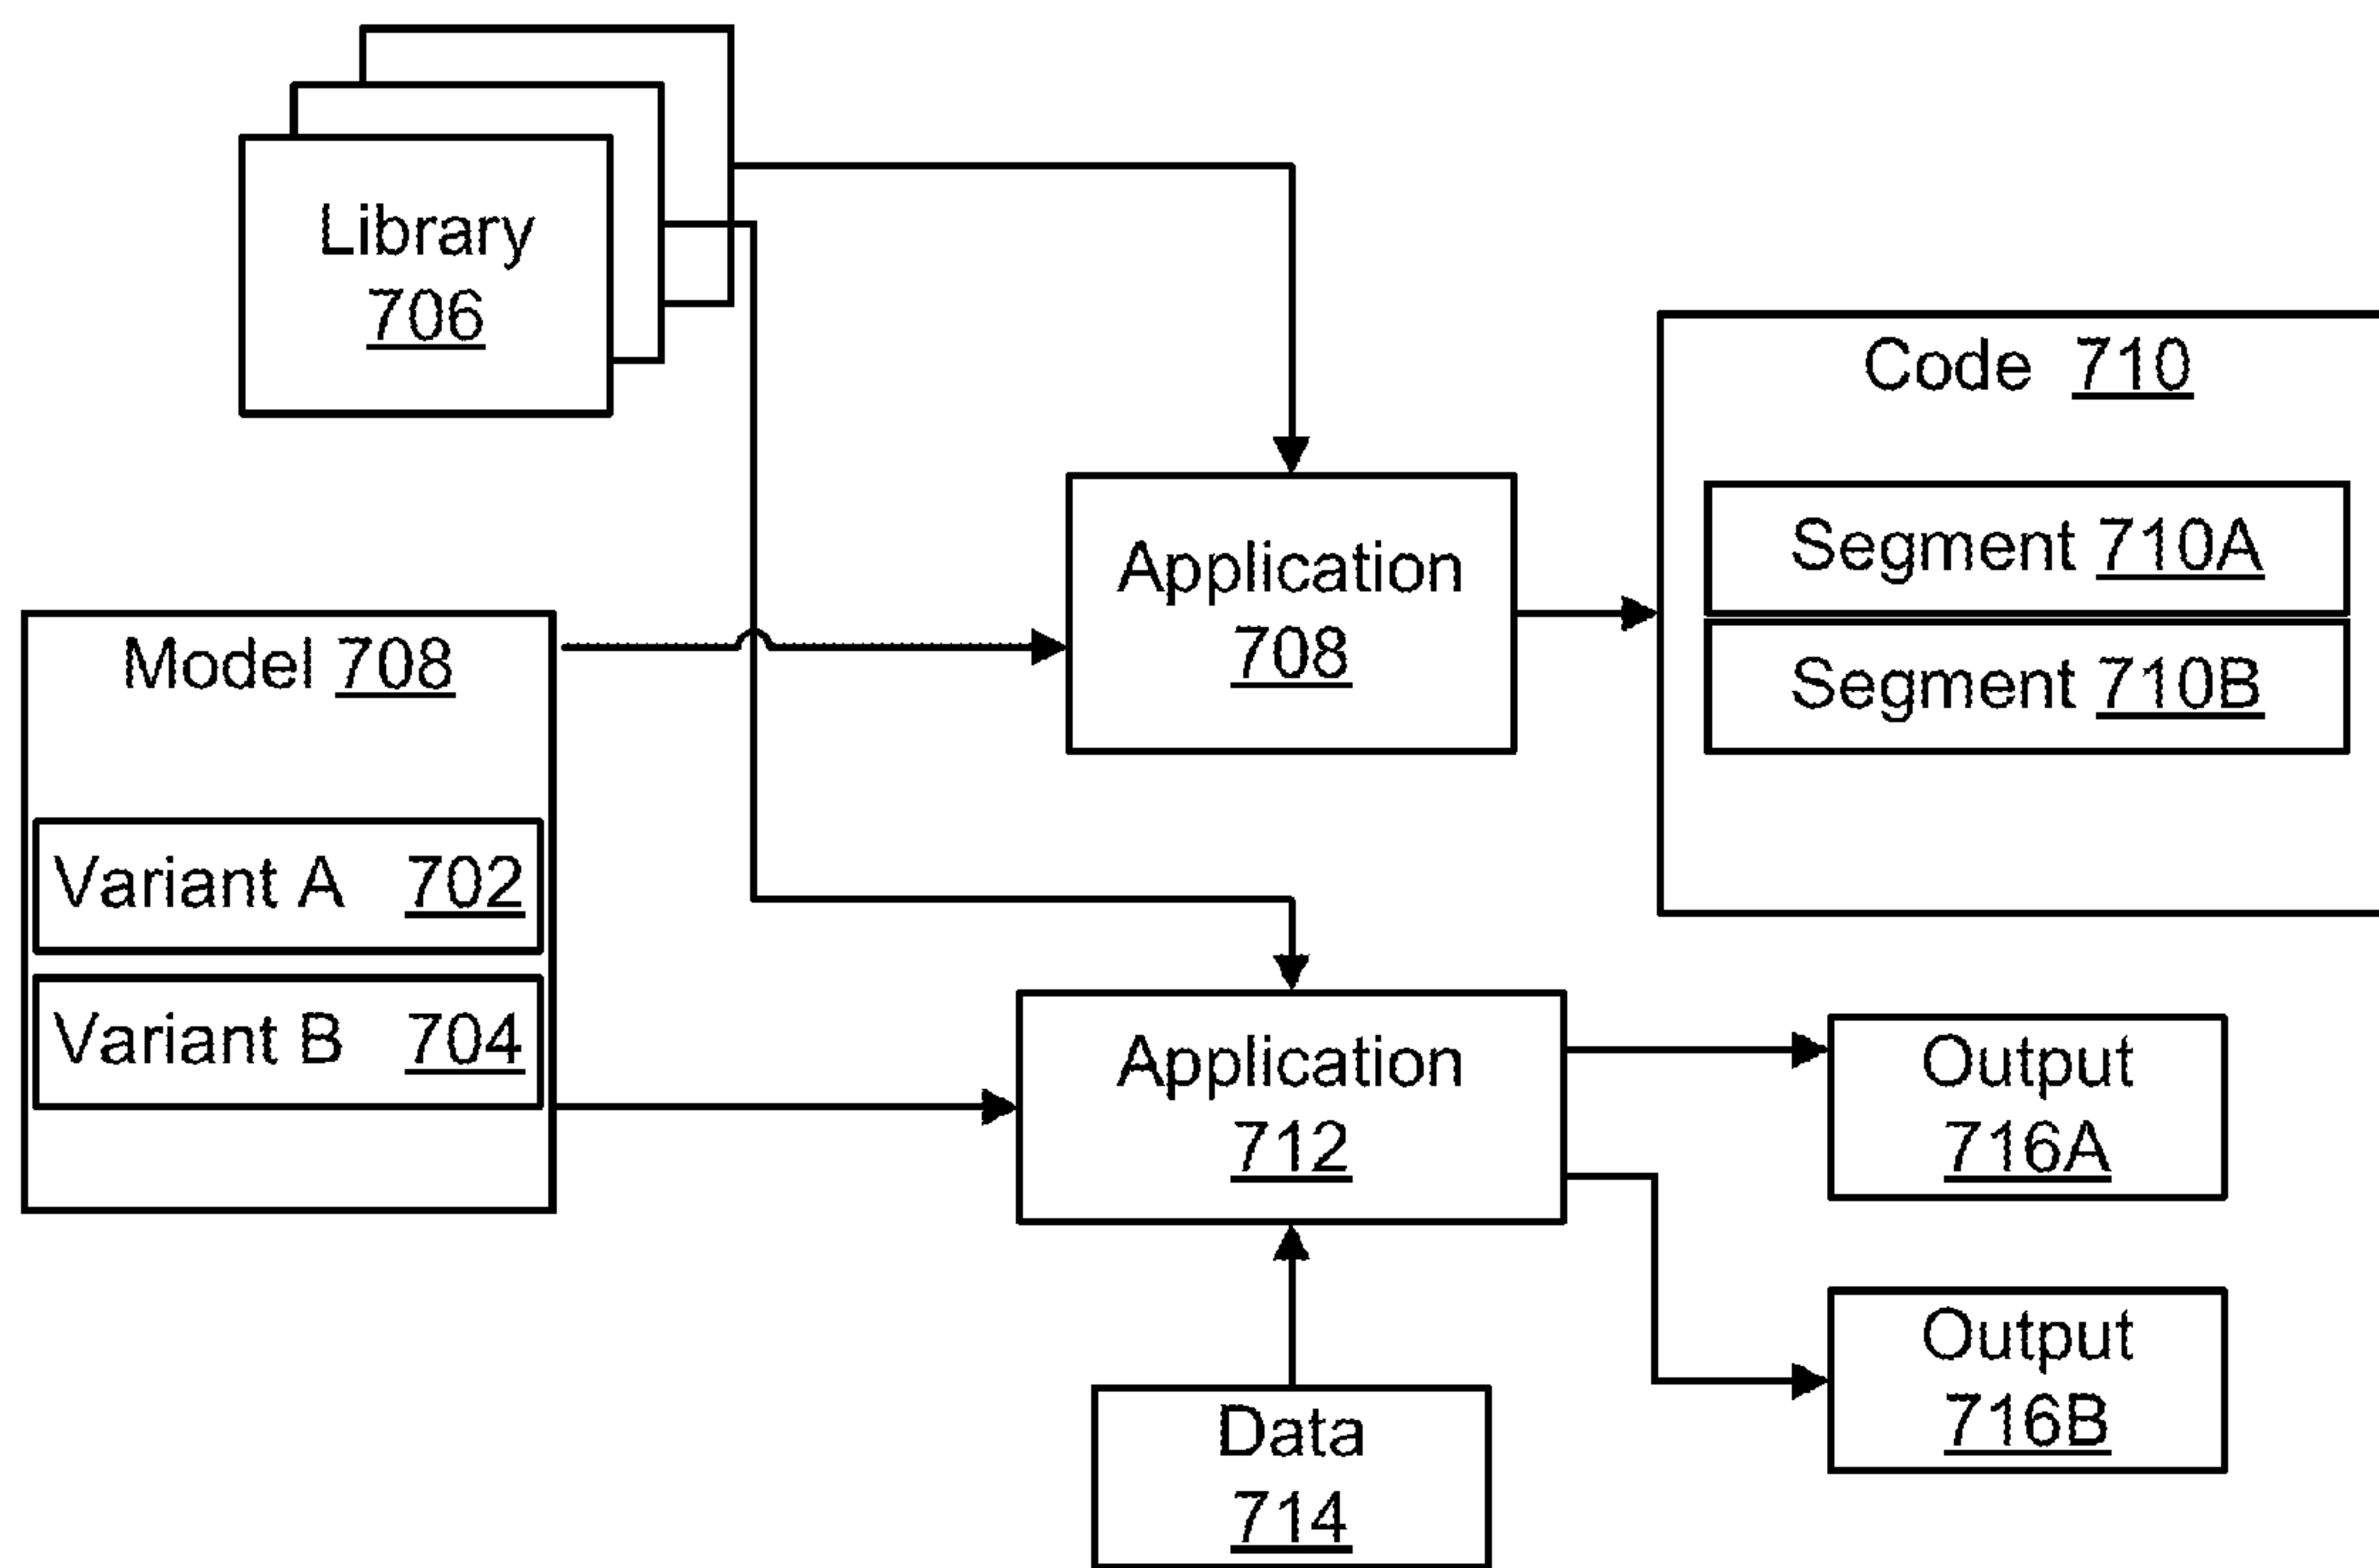 Library
706
Code 710
Application
708
Segment 710A
Segment 710B
Model 708
Variant A 702
Variant B 704
Application
712
Output
716A
Output
716B
Data
714